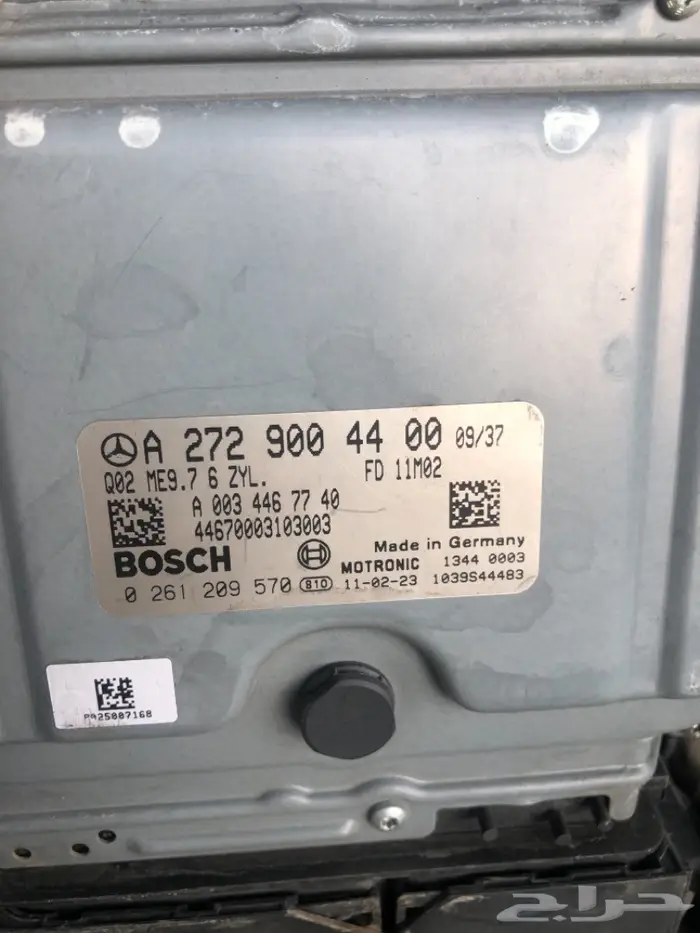 A 272 900 44 00 09/37
Q02 ME9.7 6 ZYL. FD 11M02
A 003 446 77 40
44670003103003
BOSCH
Made in Germany
MOTRONIC 1344 0003
0 261 209 570 810 11-02-23 1039S44483
PA25007168
حراج